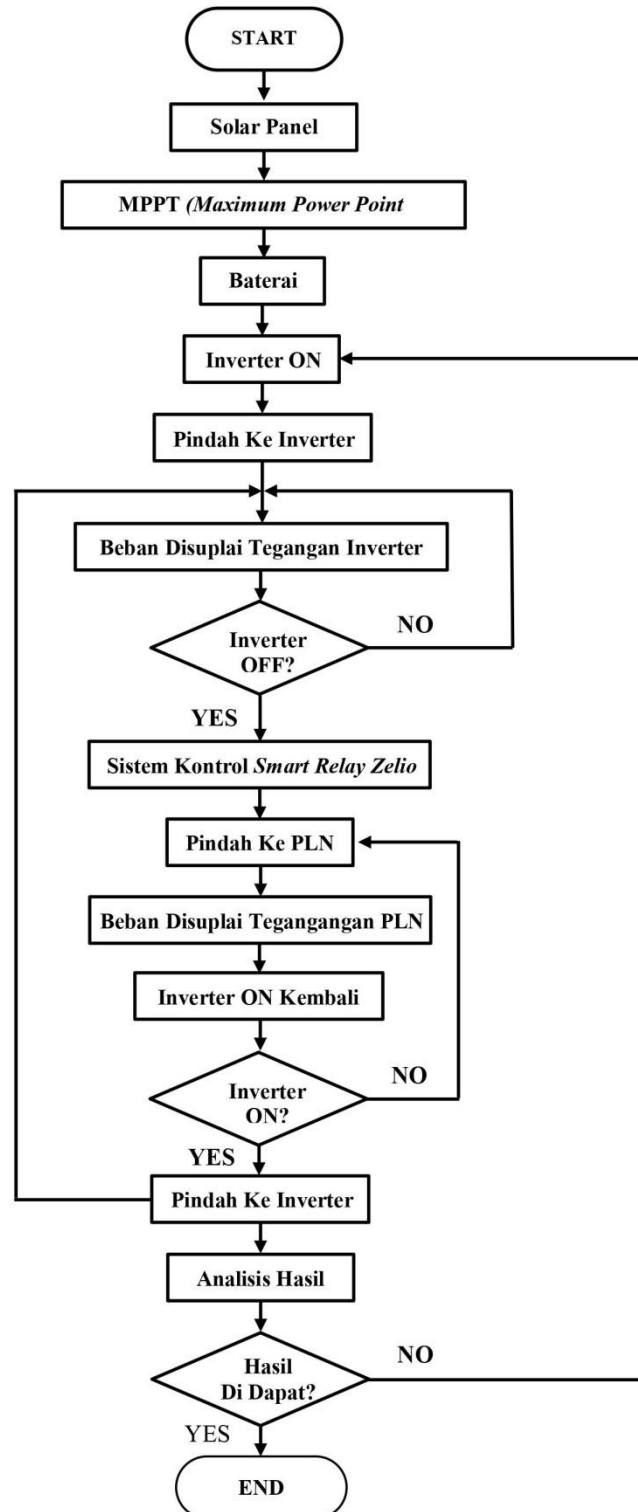 START
Solar Panel
MPPT (Maximum Power Point
Baterai
Inverter ON
Pindah Ke Inverter
Beban Disuplai Tegangan Inverter
Inverter
OFF?
NO
YES
Sistem Kontrol Smart Relay Zelio
Pindah Ke PLN
Beban Disuplai Tegangangan PLN
Inverter ON Kembali
Inverter
ON?
NO
YES
Pindah Ke Inverter
Analisis Hasil
Hasil
Di Dapat?
NO
YES
END